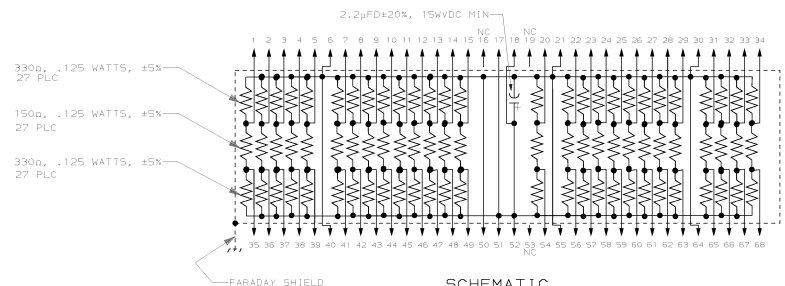 2.2µFD±20%, 15WVDC MIN
NC NC
1 2 3 4 5 6 7 8 9 10 11 12 13 14 15 16 17 18 19 20 21 22 23 24 25 26 27 28 29 30 31 32 33 34
330Ω, .125 WATTS, ±5%
27 PLC
150Ω, .125 WATTS, ±5%
27 PLC
330Ω, .125 WATTS, ±5%
27 PLC
35 36 37 38 39 40 41 42 43 44 45 46 47 48 49 50 51 52 53 54 55 56 57 58 59 60 61 62 63 64 65 66 67 68
NC
FARADAY SHIELD
SCHEMATIC